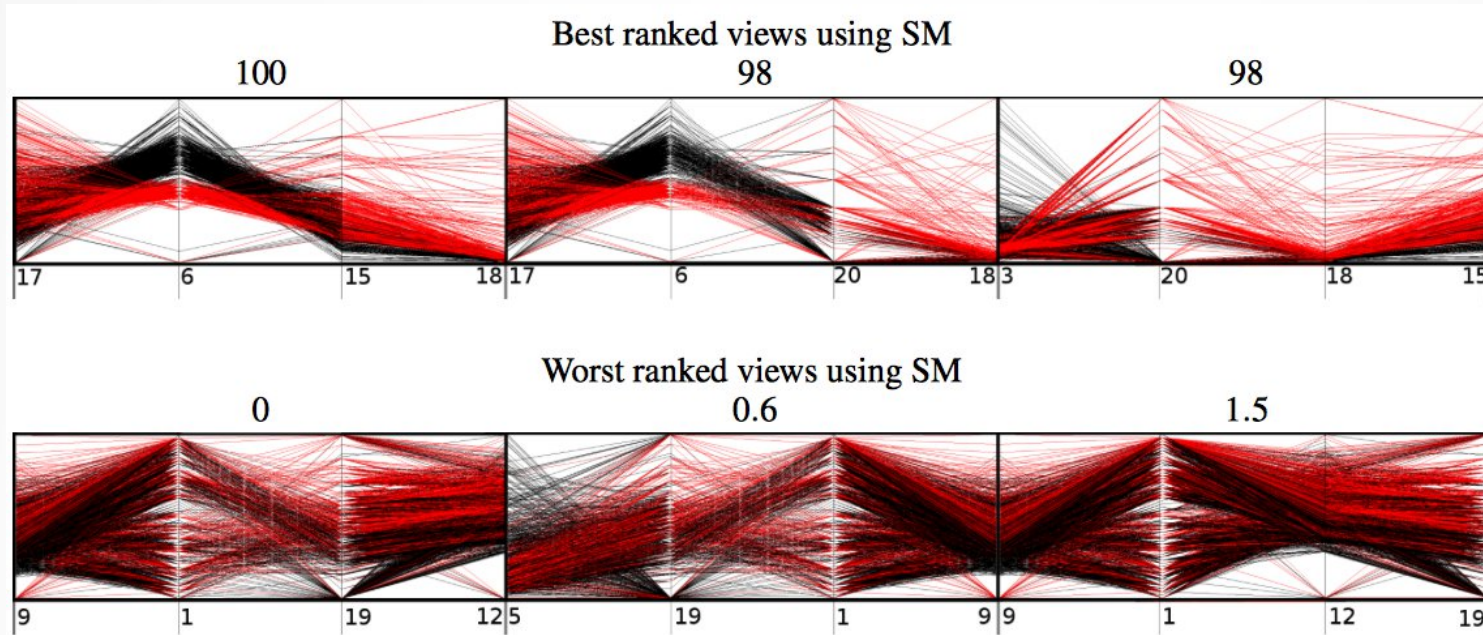 Best ranked views using SM
100 98 98
17 6 15 18 17 6 20 18 3 20 18 15
Worst ranked views using SM
0 0.6 1.5
9 1 19 12 5 19 1 9 9 1 12 19